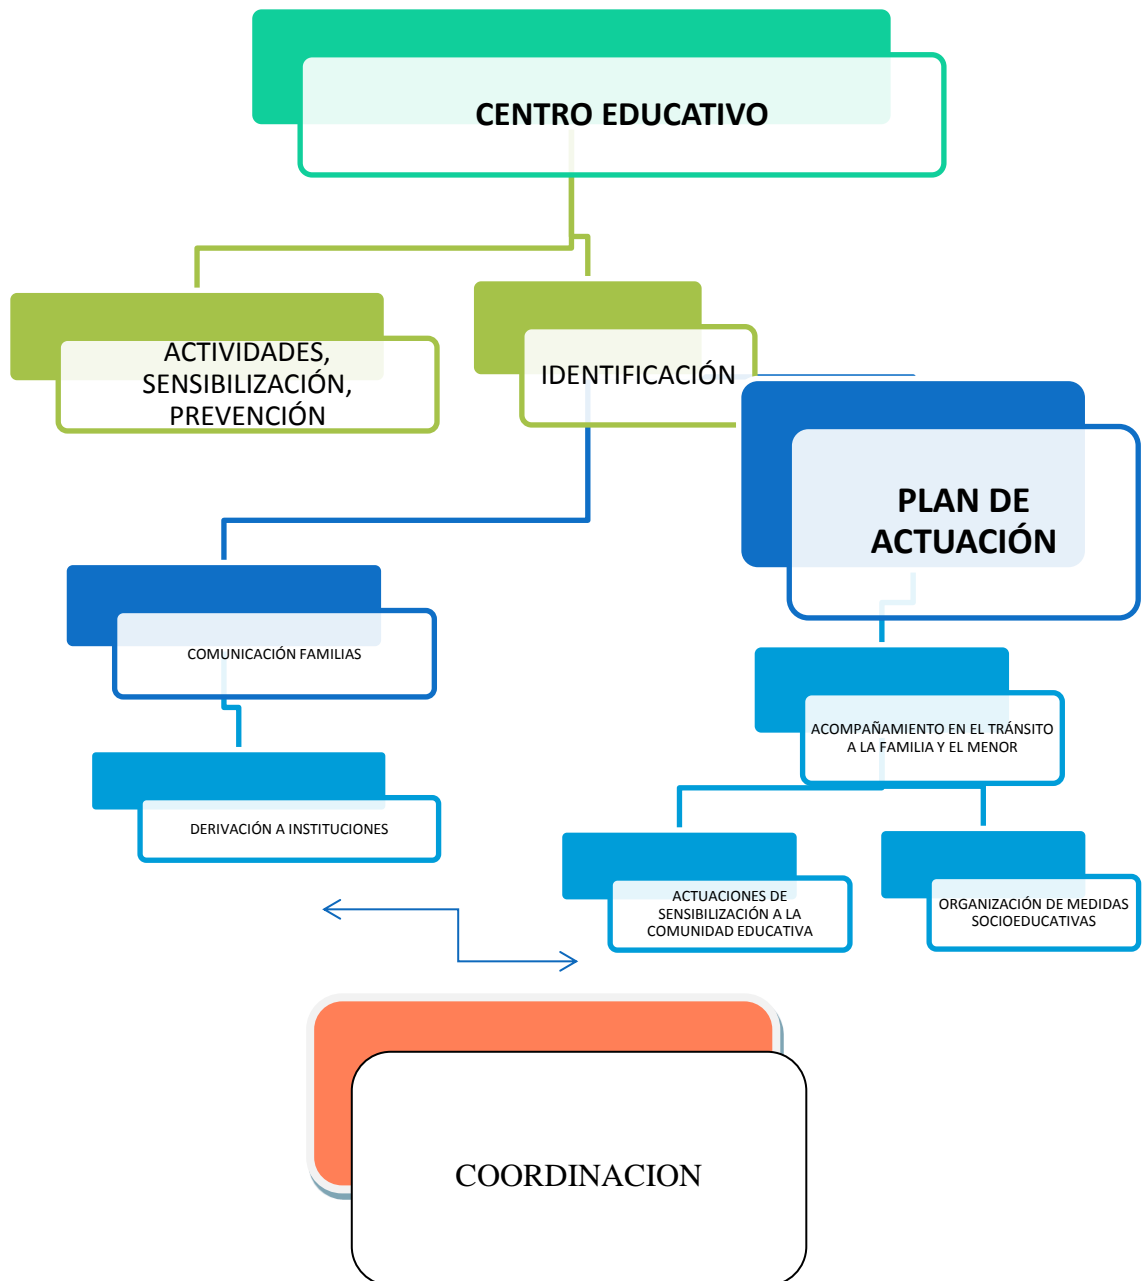 CENTRO EDUCATIVO
ACTIVIDADES,
SENSIBILIZACIÓN,
PREVENCIÓN
IDENTIFICACIÓN
PLAN DE
ACTUACIÓN
COMUNICACIÓN FAMILIAS
ACOMPAÑAMIENTO EN EL TRÁNSITO
A LA FAMILIA Y EL MENOR
DERIVACIÓN A INSTITUCIONES
ACTUACIONES DE
SENSIBILIZACIÓN A LA
COMUNIDAD EDUCATIVA
ORGANIZACIÓN DE MEDIDAS
SOCIOEDUCATIVAS
COORDINACION